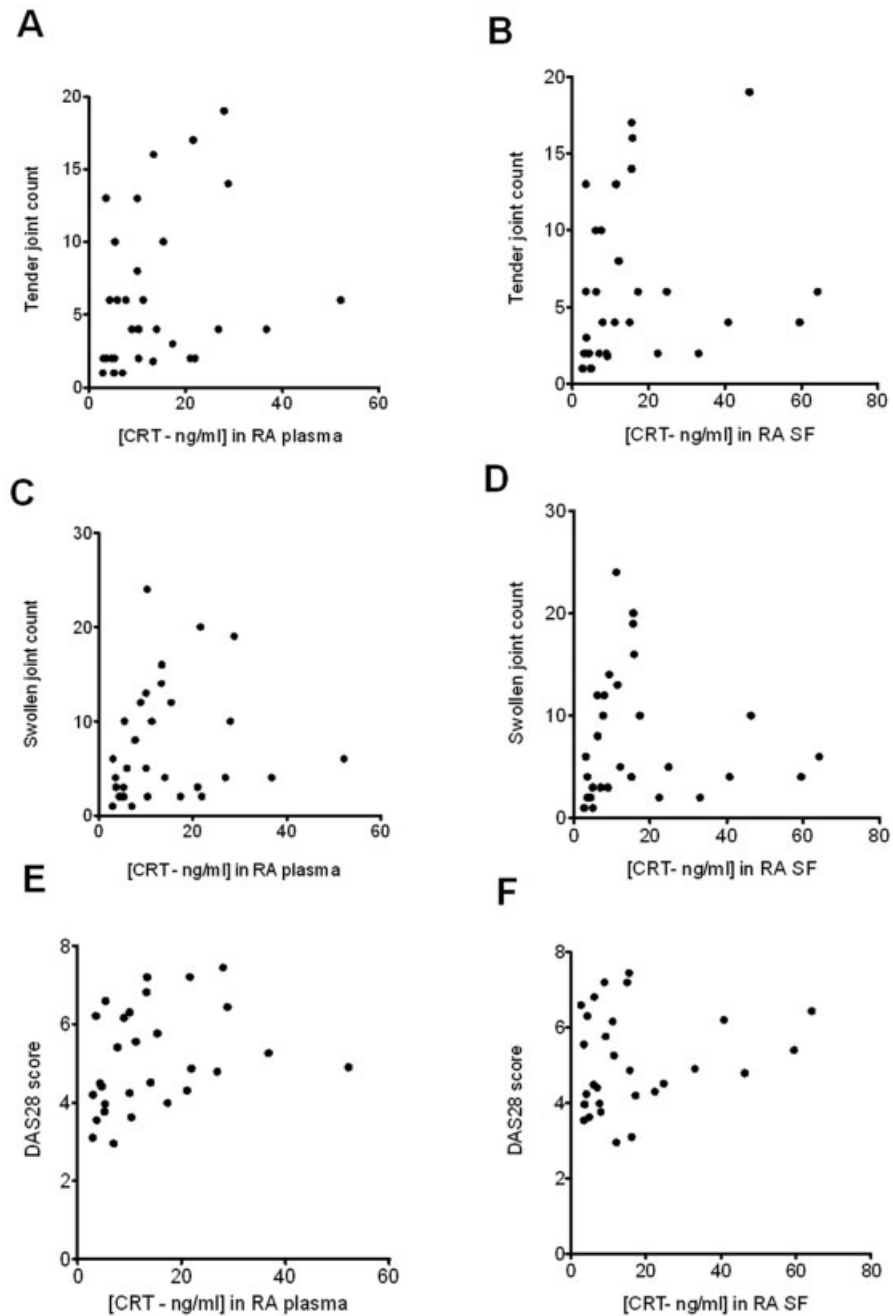 A
B
20
15
10
5
0
Tender joint count
0 20 40 60
[CRT - ng/ml] in RA plasma
20
15
10
5
0
Tender joint count
0 20 40 60 80
[CRT- ng/ml] in RA SF
C
D
30
20
10
0
Swollen joint count
0 20 40 60
[CRT - ng/ml] in RA plasma
30
20
10
0
Swollen joint count
0 20 40 60 80
[CRT- ng/ml] in RA SF
E
F
8
6
4
2
0
DAS28 score
0 20 40 60
[CRT - ng/ml] in RA plasma
8
6
4
2
0
DAS28 score
0 20 40 60 80
[CRT- ng/ml] in RA SF